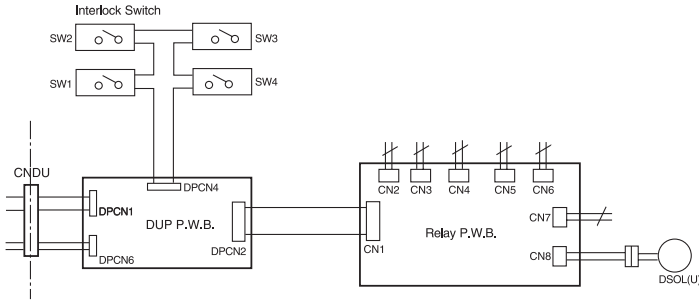 Interlock Switch
SW2
SW3
SW1
SW4
CNDU
DPCN4
CN2 CN3 CN4 CN5 CN6
DPCN1
DUP P.W.B.
CN7
Relay P.W.B.
DPCN6
DPCN2
CN1
CN8
DSOL(U)